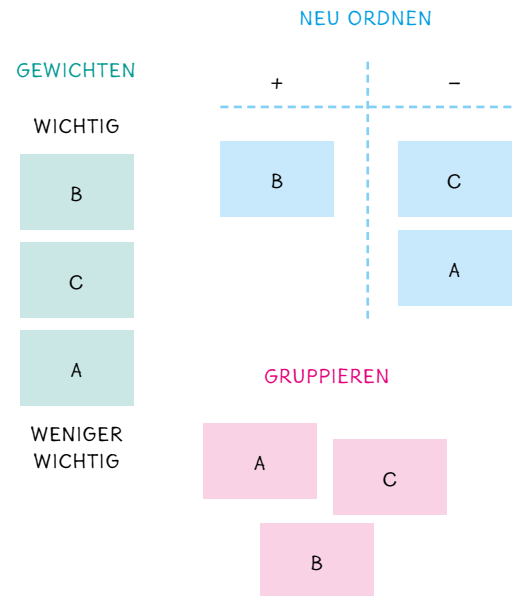 GEWICHTEN
WICHTIG
B
C
A
WENIGER
WICHTIG
NEU ORDNEN
+ −
B C
A
GRUPPIEREN
A
C
B